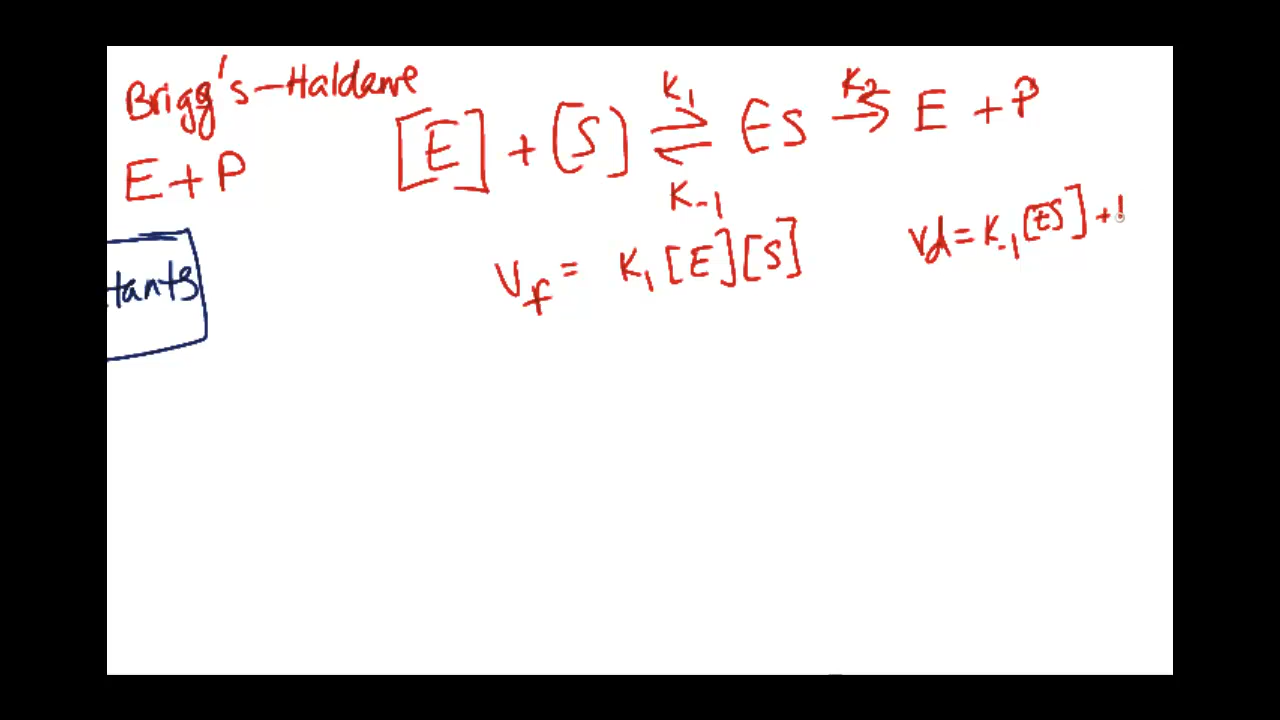 Brigg's-Haldane
[E] + [S] ⇌ ES → E + P
K1 K2
K-1
E + P
tants
Vf = K1 [E][S]
Vd = K-1 [ES] +